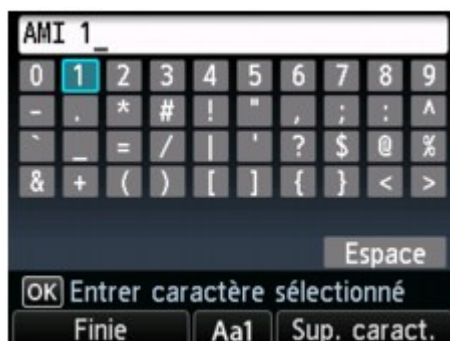 AMI 1_
0 1 2 3 4 5 6 7 8 9
- . * # ! " , ; : ^
` _ = / | ' ? $ @ %
& + ( ) [ ] { } < >
Espace
OK Entrer caractère sélectionné
Finie Aa1 Sup. caract.